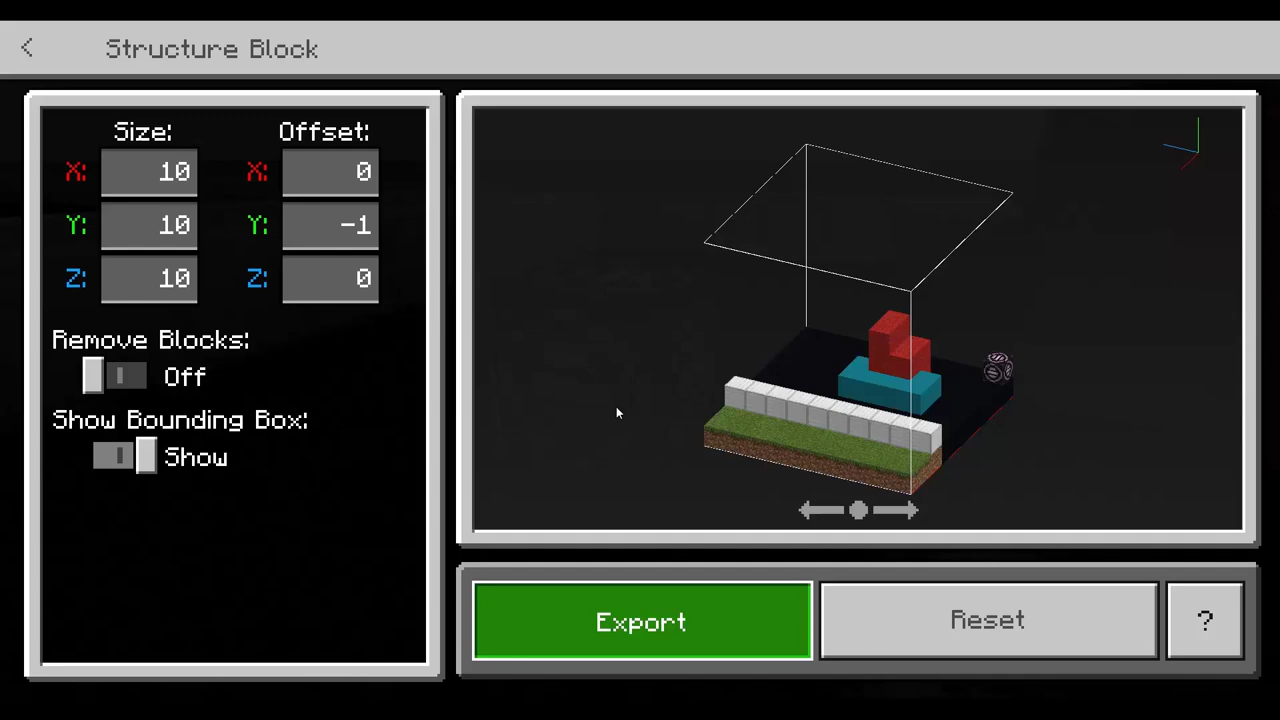 Structure Block
Size: Offset:
X: 10 X: 0
Y: 10 Y: -1
Z: 10 Z: 0
Remove Blocks:
Off
Show Bounding Box:
Show
Export
Reset
?